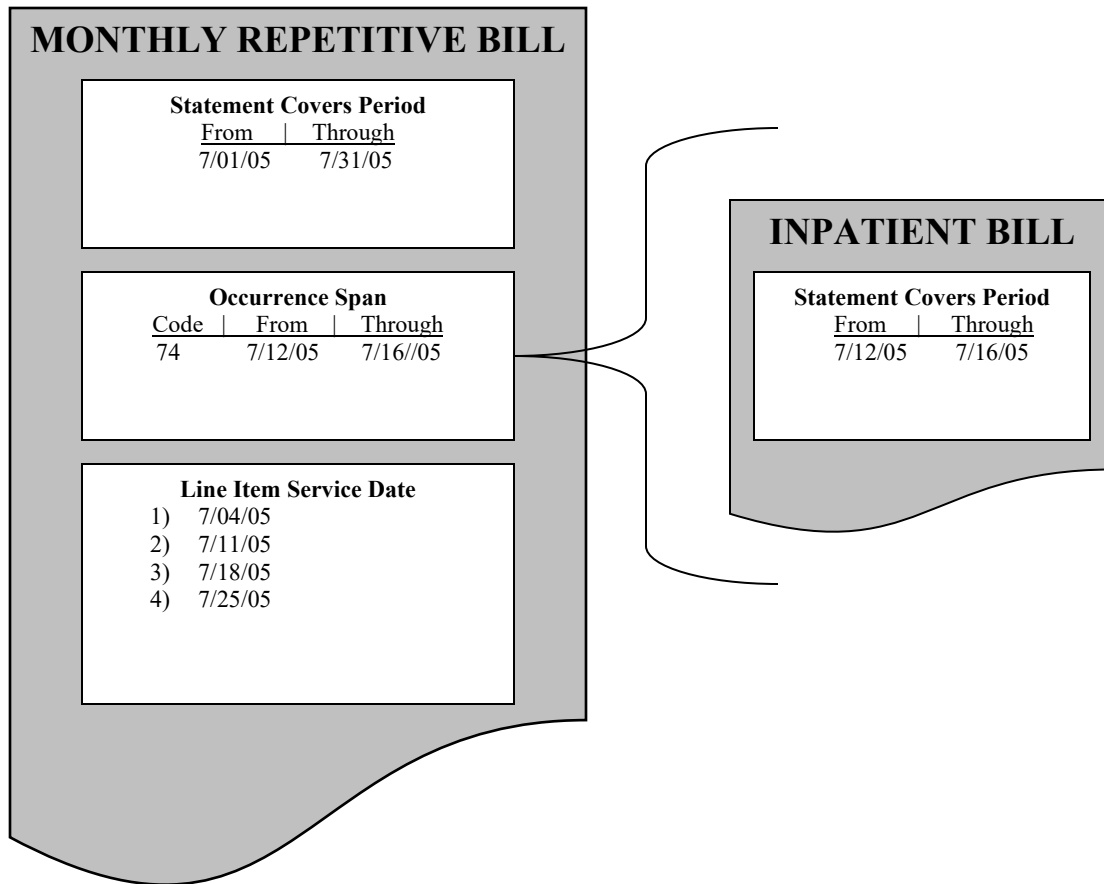 MONTHLY REPETITIVE BILL
Statement Covers Period
From | Through
7/01/05 7/31/05
Occurrence Span
Code | From | Through
74 7/12/05 7/16//05
Line Item Service Date
1) 7/04/05
2) 7/11/05
3) 7/18/05
4) 7/25/05
INPATIENT BILL
Statement Covers Period
From | Through
7/12/05 7/16/05